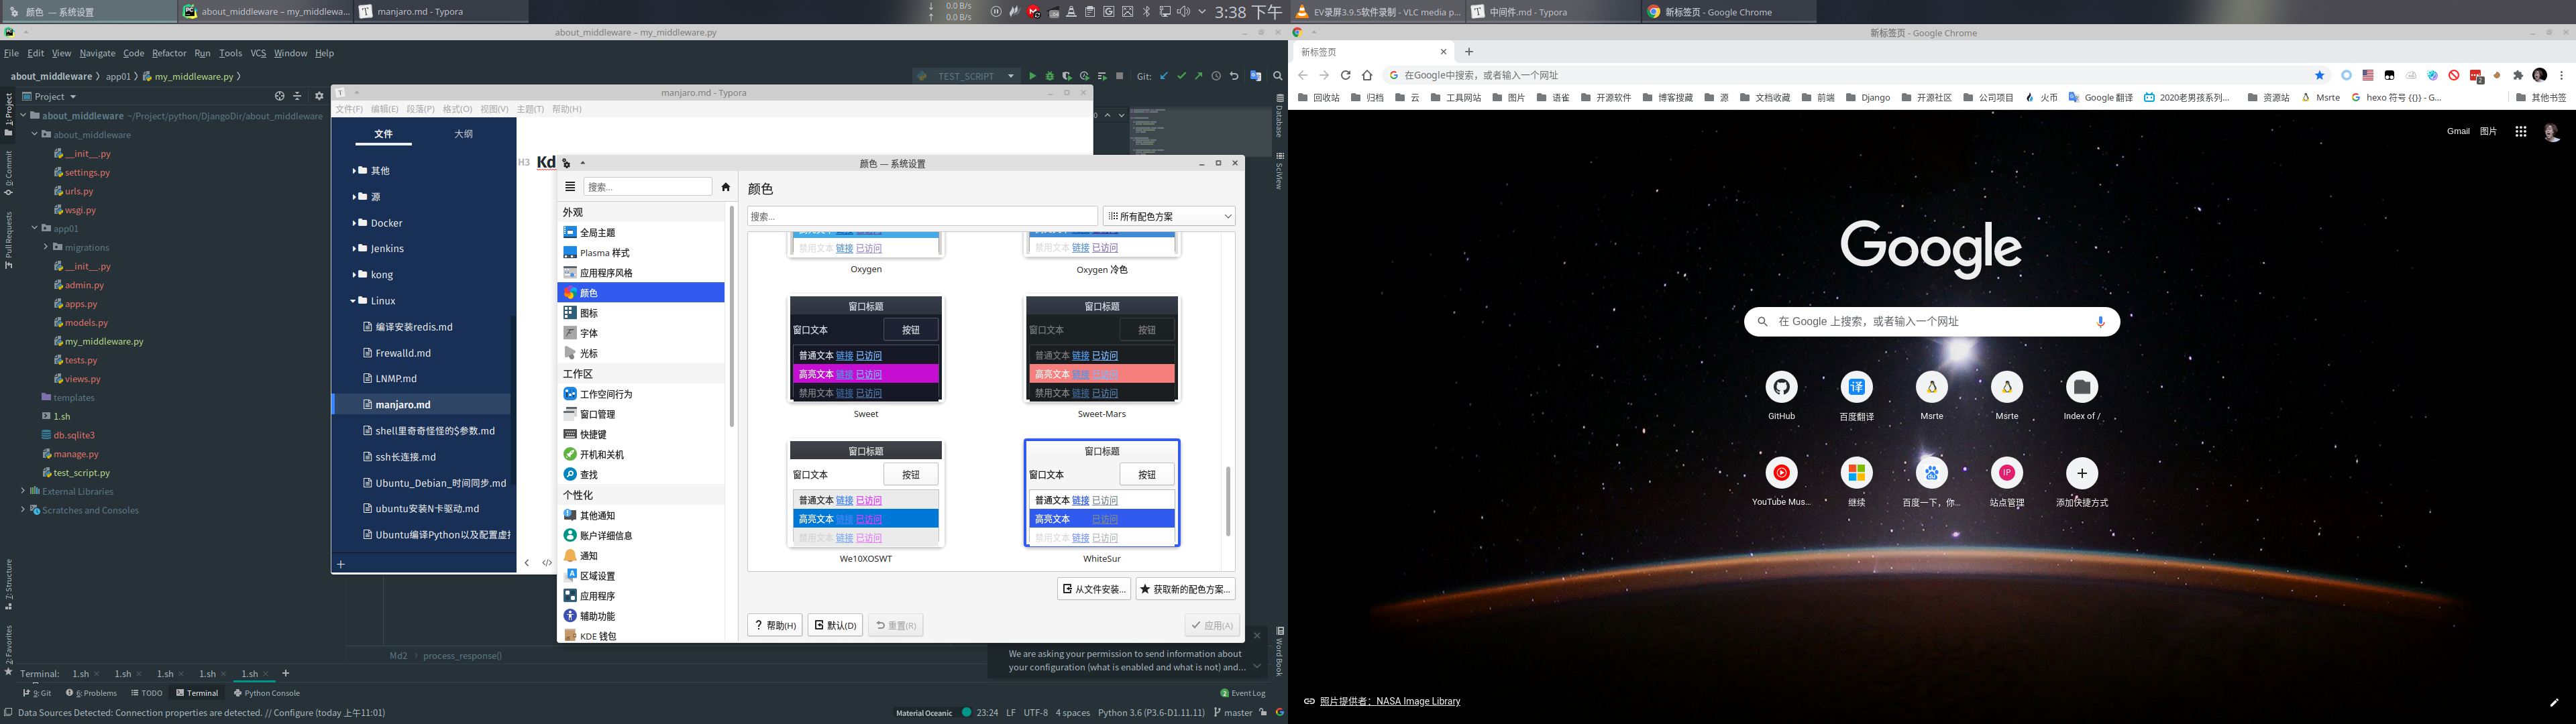 颜色 — 系统设置
about_middleware – my_middlewa...
manjaro.md - Typora
0.0 B/s
0.0 B/s
3:38 下午
EV录屏3.9.5软件录制 - VLC media p...
中间件.md - Typora
新标签页 - Google Chrome
about_middleware – my_middleware.py
File Edit View Navigate Code Refactor Run Tools VCS Window Help
about_middleware app01 my_middleware.py
TEST_SCRIPT
Git:
Project
about_middleware ~/Project/python/DjangoDir/about_middleware
about_middleware
__init__.py
settings.py
urls.py
wsgi.py
app01
migrations
__init__.py
admin.py
apps.py
models.py
my_middleware.py
tests.py
views.py
templates
1.sh
db.sqlite3
manage.py
test_script.py
External Libraries
Scratches and Consoles
1: Project
0: Commit
Pull Requests
7: Structure
2: Favorites
Database
SciView
Word Book
manjaro.md - Typora
文件(F) 编辑(E) 段落(P) 格式(O) 视图(V) 主题(T) 帮助(H)
文件 大纲
其他
源
Docker
Jenkins
kong
Linux
编译安装redis.md
Firewalld.md
LNMP.md
manjaro.md
shell里奇奇怪怪的$参数.md
ssh长连接.md
Ubuntu_Debian_时间同步.md
ubuntu安装N卡驱动.md
Ubuntu编译Python以及配置虚拟
H3 Kd
颜色 — 系统设置
搜索...
外观
全局主题
Plasma 样式
应用程序风格
颜色
图标
字体
光标
工作区
工作空间行为
窗口管理
快捷键
开机和关机
查找
个性化
其他通知
账户详细信息
通知
区域设置
应用程序
辅助功能
KDE 钱包
颜色
搜索...
所有配色方案
禁用文本 链接 已访问
Oxygen
禁用文本 链接 已访问
Oxygen 冷色
窗口标题
窗口文本 按钮
普通文本 链接 已访问
高亮文本 链接 已访问
禁用文本 链接 已访问
Sweet
窗口标题
窗口文本 按钮
普通文本 链接 已访问
高亮文本 链接 已访问
禁用文本 链接 已访问
Sweet-Mars
窗口标题
窗口文本 按钮
普通文本 链接 已访问
高亮文本 链接 已访问
禁用文本 链接 已访问
We10XOSWT
窗口标题
窗口文本 按钮
普通文本 链接 已访问
高亮文本 已访问
禁用文本 链接 已访问
WhiteSur
从文件安装...
获取新的配色方案...
帮助(H) 默认(D) 重置(R) 应用(A)
We are asking your permission to send information about
your configuration (what is enabled and what is not) and...
Md2 process_response()
Terminal: 1.sh 1.sh 1.sh 1.sh 1.sh
9: Git 6: Problems TODO Terminal Python Console
2 Event Log
Data Sources Detected: Connection properties are detected. // Configure (today 上午11:01)
Material Oceanic 23:24 LF UTF-8 4 spaces Python 3.6 (P3.6-D1.11.11) master
新标签页 - Google Chrome
新标签页
在Google中搜索，或者输入一个网址
2
回收站 归档 云 工具网站 图片 语雀 开源软件 博客搜藏 源 文档收藏 前端 Django 开源社区 公司项目 火币 Google 翻译 2020老男孩系列... 资源站 Msrte hexo 符号 {{}} - G... 其他书签
Gmail 图片
Google
在 Google 上搜索，或者输入一个网址
GitHub
百度翻译
Msrte
Msrte
Index of /
YouTube Mus...
继续
百度一下，你...
站点管理
添加快捷方式
照片提供者：NASA Image Library